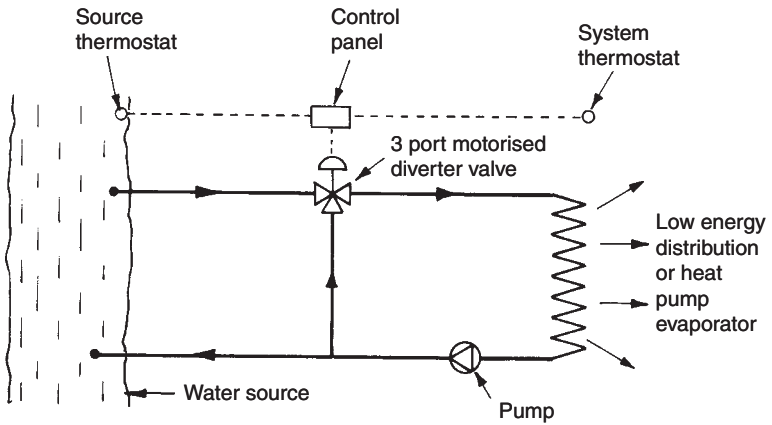 Source
thermostat
Control
panel
System
thermostat
3 port motorised
diverter valve
Low energy
distribution
or heat
pump
evaporator
Water source
Pump